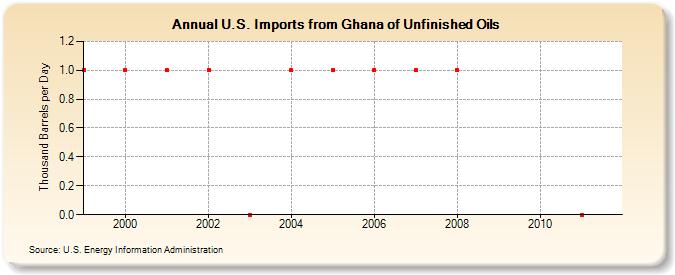 Annual U.S. Imports from Ghana of Unfinished Oils
Thousand Barrels per Day
1.2
1.0
0.8
0.6
0.4
0.2
0.0
2000 2002 2004 2006 2008 2010
Source: U.S. Energy Information Administration